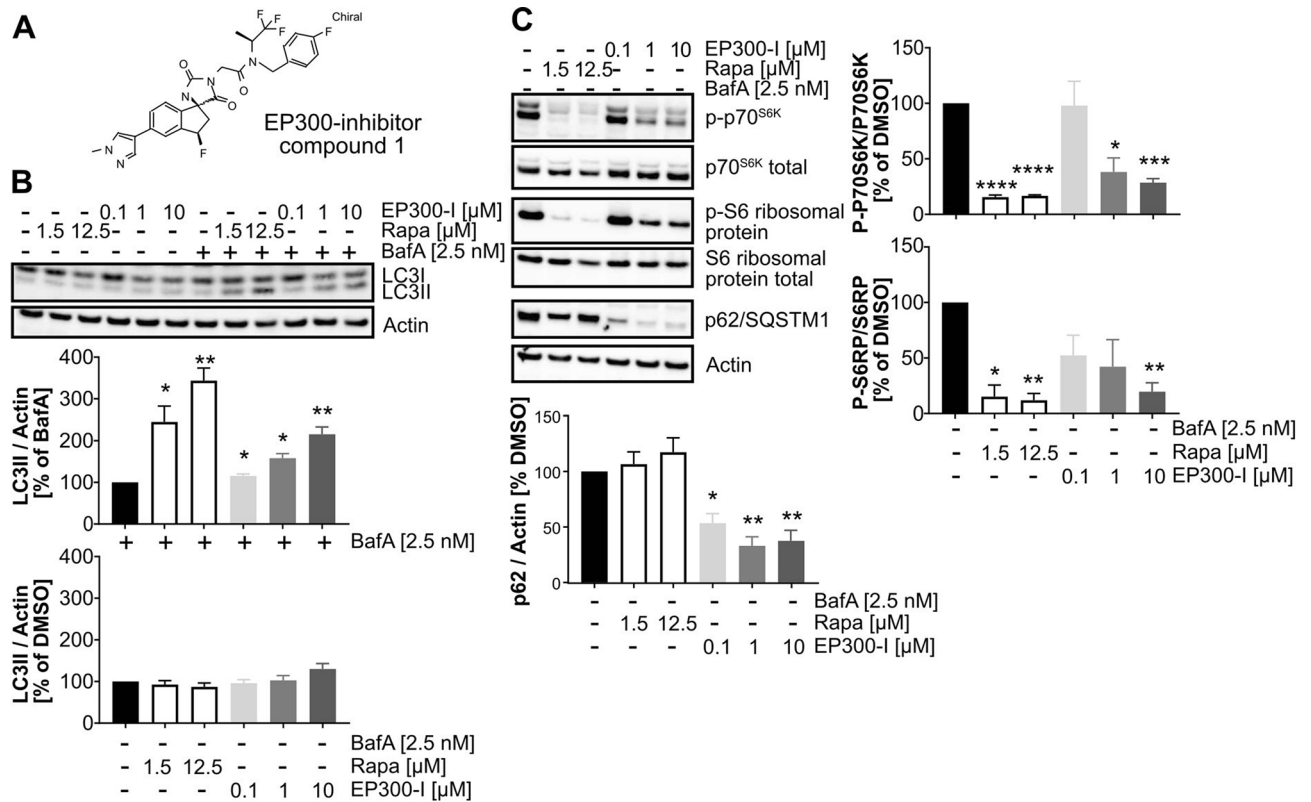 A
F
F
F
Chiral
F
N
O
O
N
N
O
F
N
N
EP300-inhibitor
compound 1
B
- - - 0.1 1 10 - - - 0.1 1 10 EP300-I [µM]
- 1.5 12.5 - - - - 1.5 12.5 - - - Rapa [µM]
- - - - - - + + + + + + BafA [2.5 nM]
LC3I
LC3II
Actin
LC3II / Actin
[% of BafA]
400
300
200
100
0
* ** * * **
+ + + + + + BafA [2.5 nM]
LC3II / Actin
[% of DMSO]
400
300
200
100
0
- - - - - - BafA [2.5 nM]
- 1.5 12.5 - - - Rapa [µM]
- - - 0.1 1 10 EP300-I [µM]
C
- - - 0.1 1 10 EP300-I [µM]
- 1.5 12.5 - - - Rapa [µM]
- - - - - - BafA [2.5 nM]
p-p70S6K
p70S6K total
p-S6 ribosomal
protein
S6 ribosomal
protein total
p62/SQSTM1
Actin
p62 / Actin [% DMSO]
150
100
50
0
* ** **
- - - - - - BafA [2.5 nM]
- 1.5 12.5 - - - Rapa [µM]
- - - 0.1 1 10 EP300-I [µM]
P-P70S6K/P70S6K
[% of DMSO]
150
100
50
0
**** **** * ***
P-S6RP/S6RP
[% of DMSO]
150
100
50
0
* ** **
- - - - - - BafA [2.5 nM]
- 1.5 12.5 - - - Rapa [µM]
- - - 0.1 1 10 EP300-I [µM]